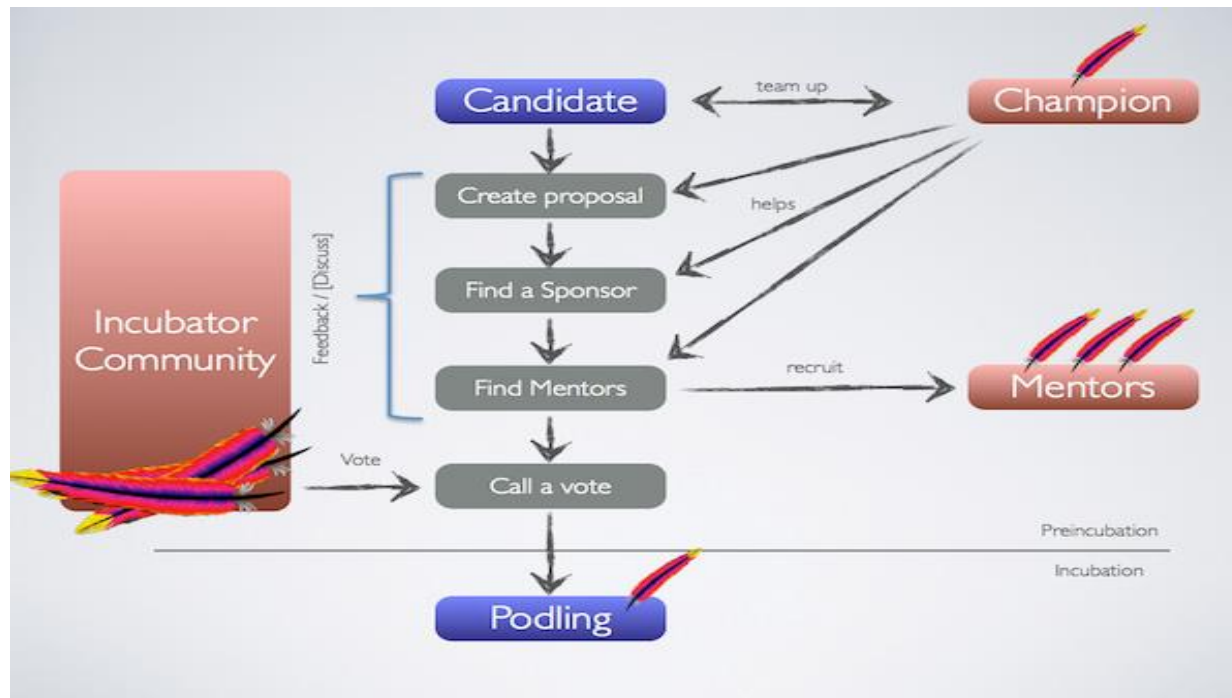 Candidate
team up
Champion
Create proposal
helps
Feedback / [Discuss]
Find a Sponsor
Incubator
Community
Find Mentors
recruit
Mentors
Vote
Call a vote
Preincubation
Incubation
Podling